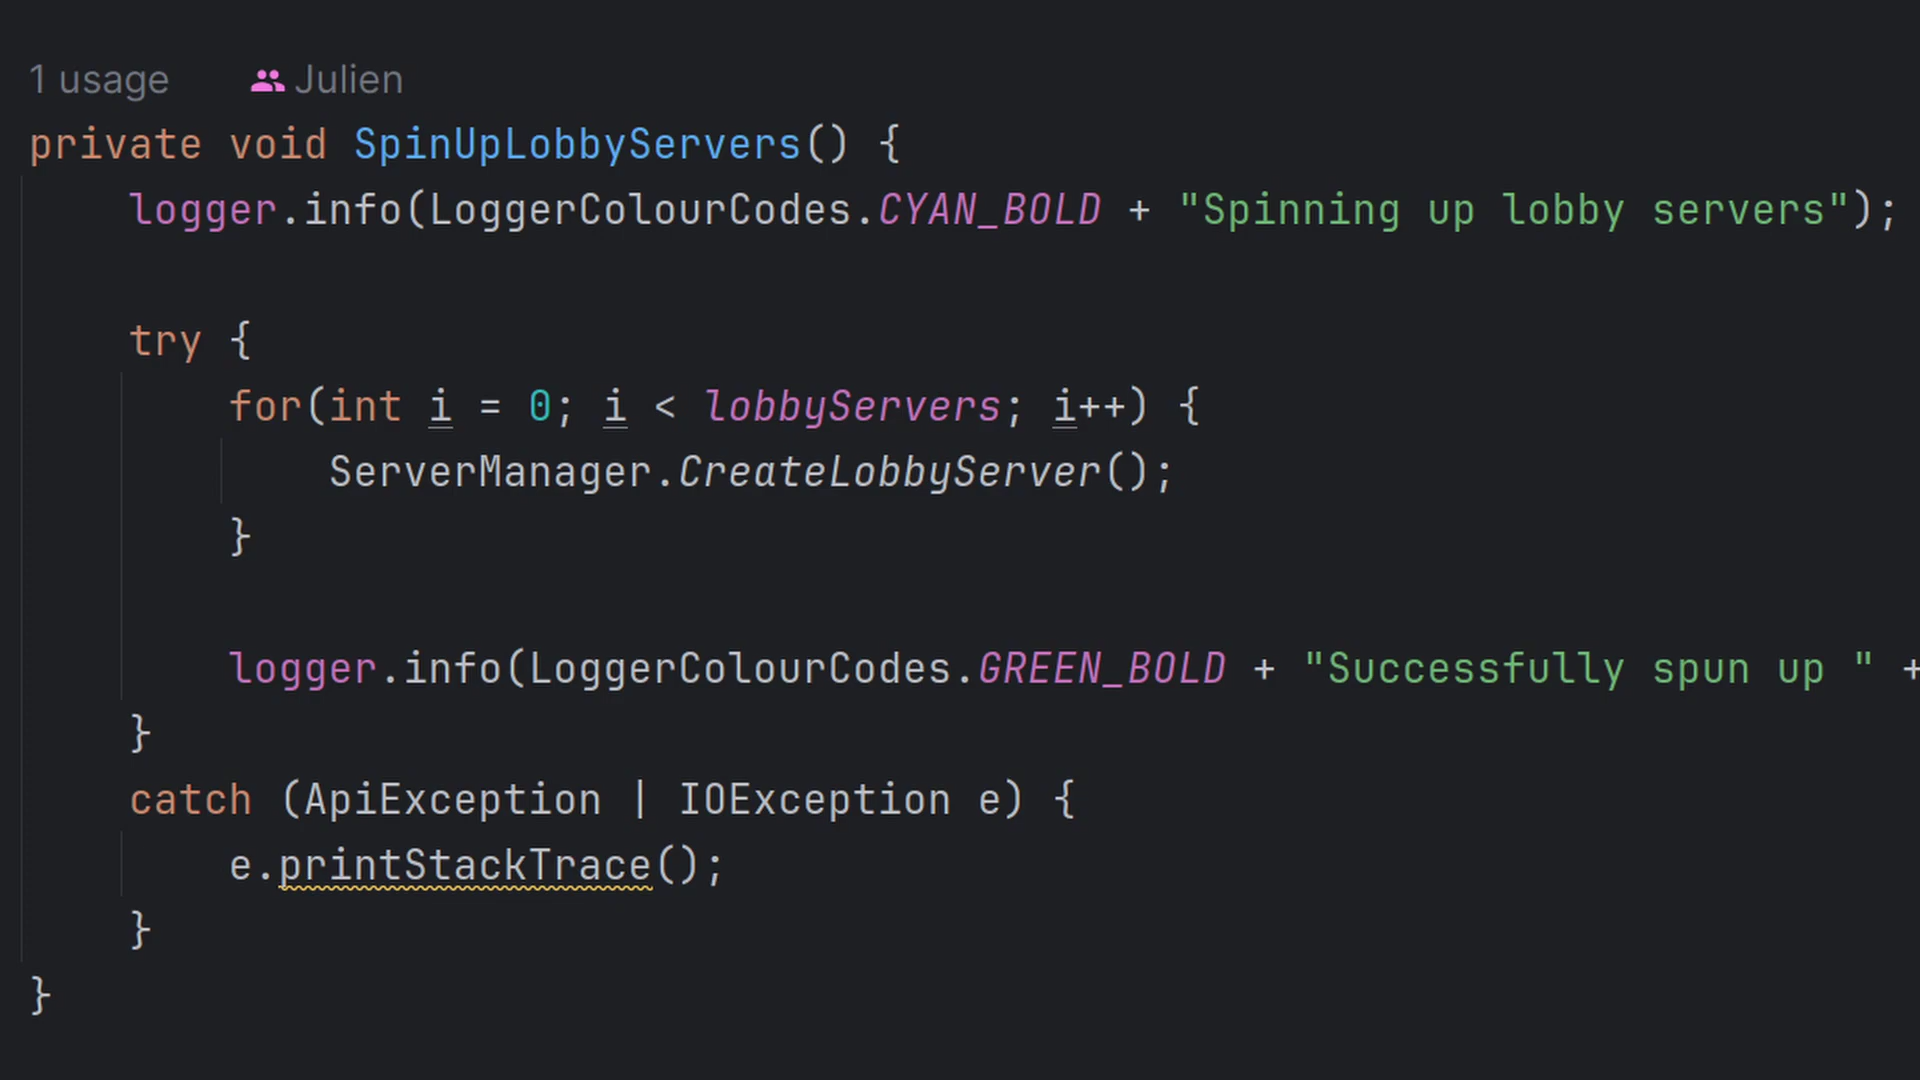 1 usage Julien
private void SpinUpLobbyServers() {
logger.info(LoggerColourCodes.CYAN_BOLD + "Spinning up lobby servers");
try {
for(int i = 0; i < lobbyServers; i++) {
ServerManager.CreateLobbyServer();
}
logger.info(LoggerColourCodes.GREEN_BOLD + "Successfully spun up " +
}
catch (ApiException | IOException e) {
e.printStackTrace();
}
}